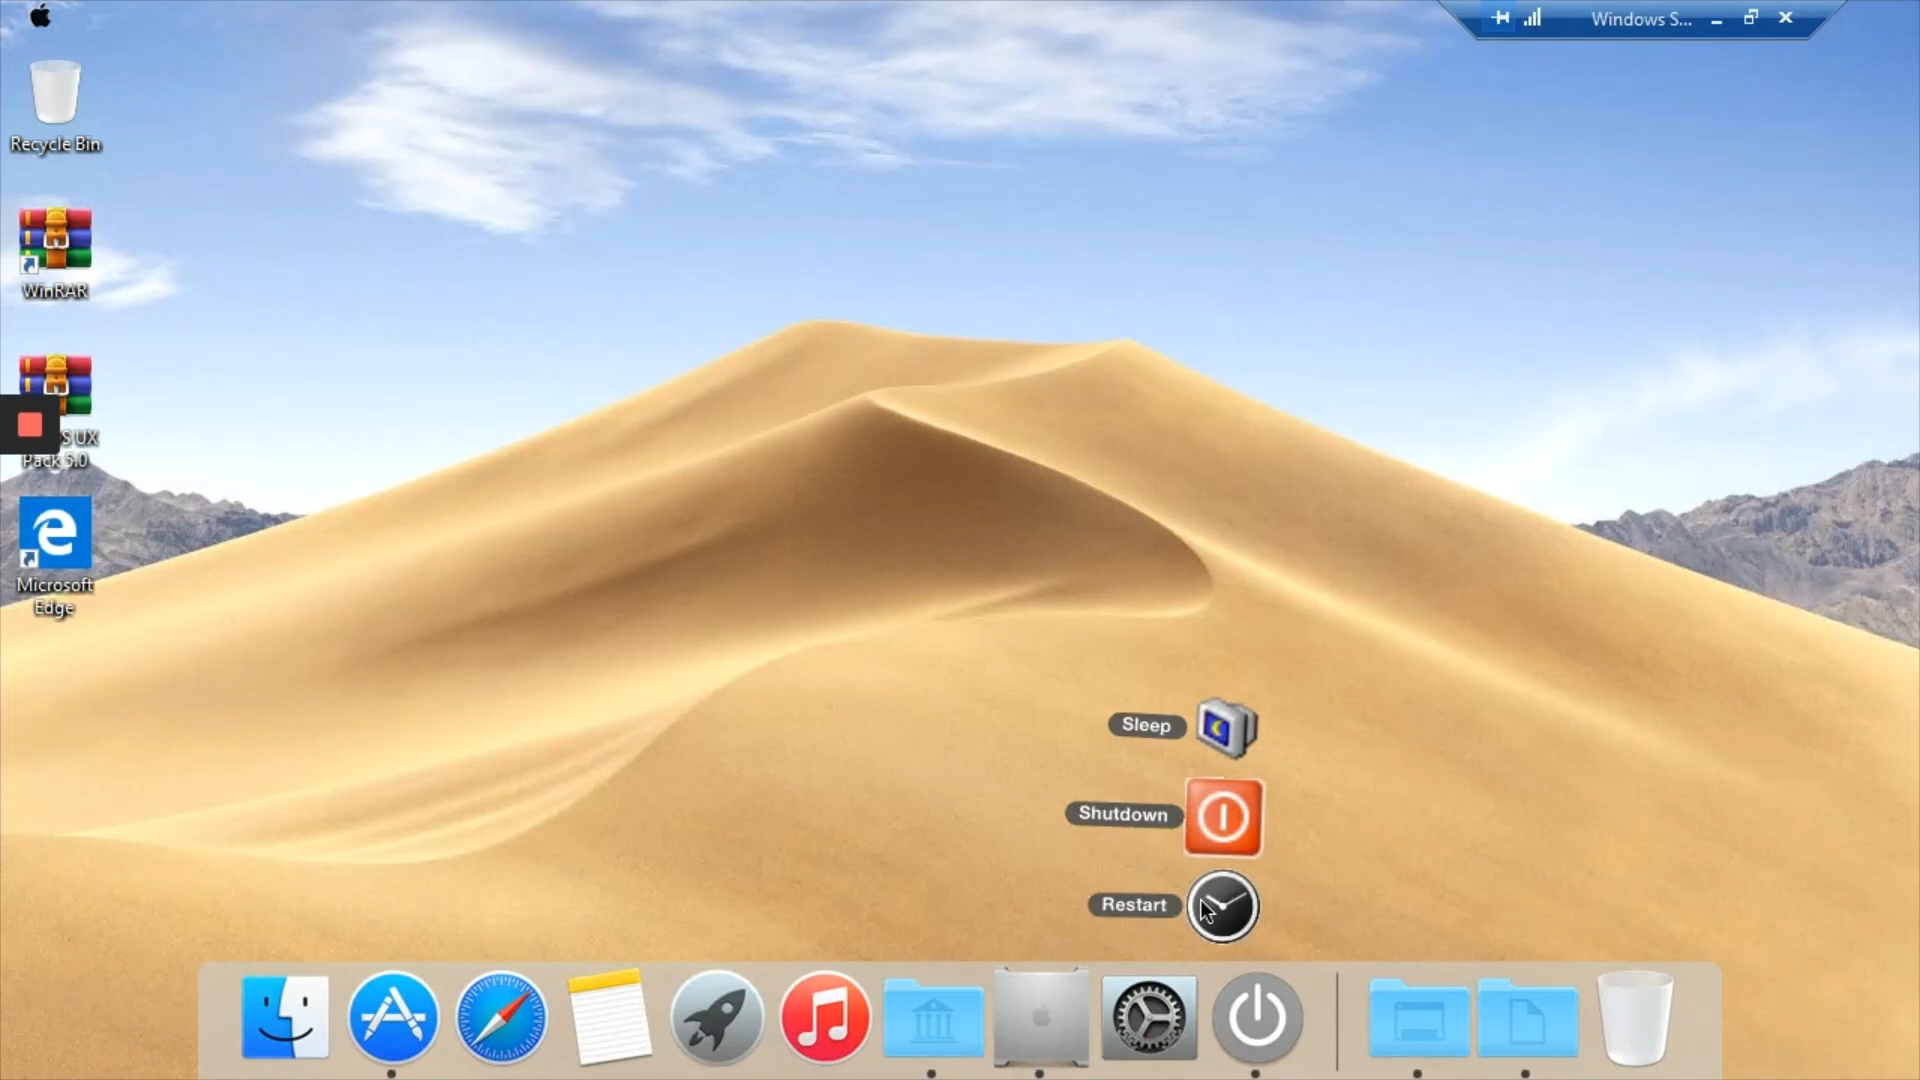 Windows S...
Recycle Bin
WinRAR
S UX
Pack 5.0
Microsoft
Edge
Sleep
Shutdown
Restart